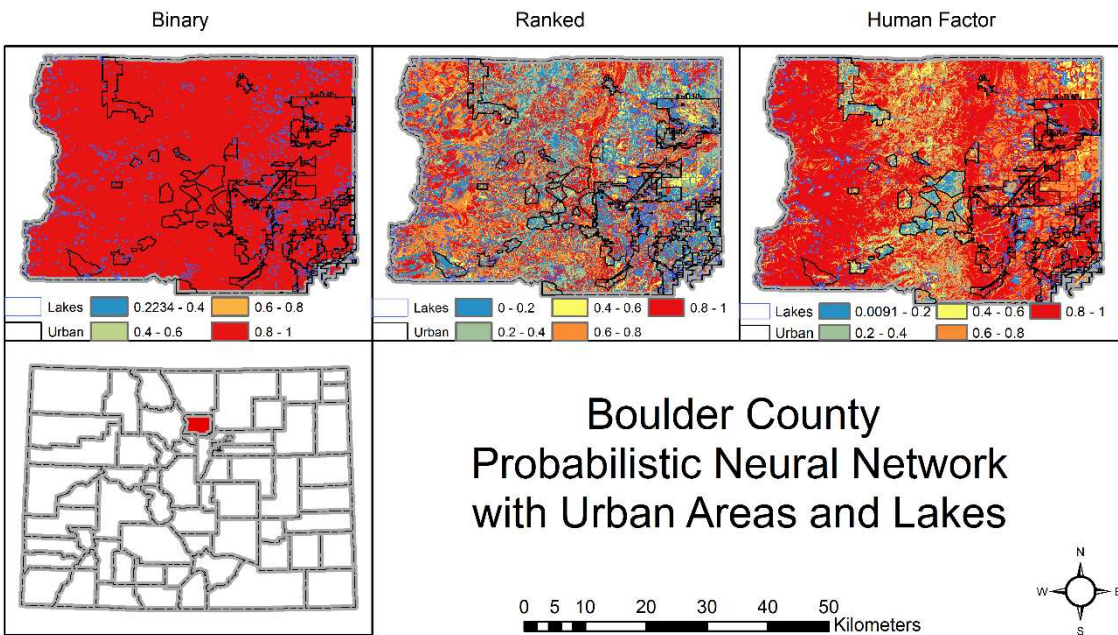 Binary
Ranked
Human Factor
Lakes 0.2234 - 0.4 0.6 - 0.8
Urban 0.4 - 0.6 0.8 - 1
Lakes 0 - 0.2 0.4 - 0.6 0.8 - 1
Urban 0.2 - 0.4 0.6 - 0.8
Lakes 0.0091 - 0.2 0.4 - 0.6 0.8 - 1
Urban 0.2 - 0.4 0.6 - 0.8
Boulder County
Probabilistic Neural Network
with Urban Areas and Lakes
0 5 10 20 30 40 50
Kilometers
N
W E
S